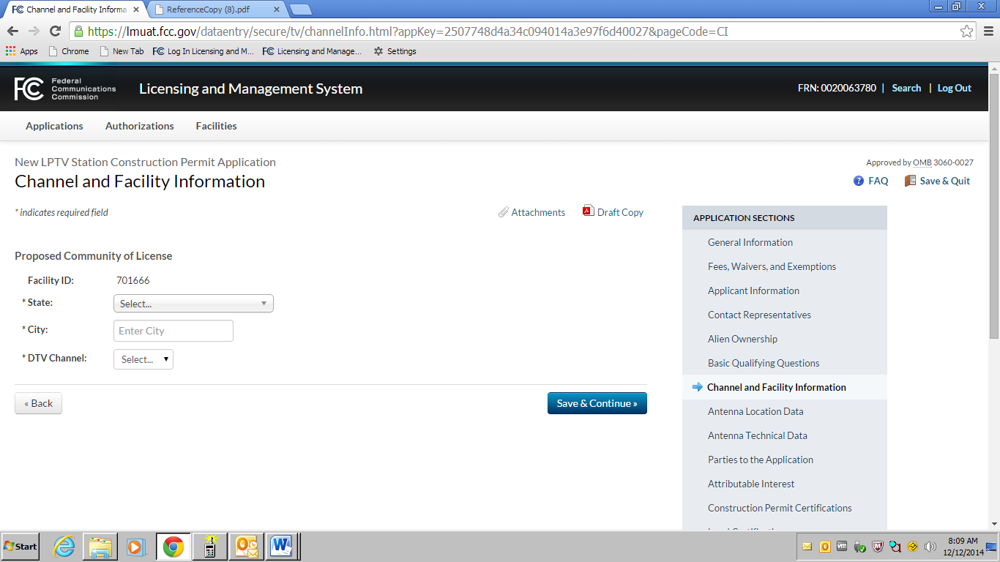 Channel and Facility Informa
ReferenceCopy (8).pdf
https://lmuat.fcc.gov/dataentry/secure/tv/channelInfo.html?appKey=2507748d4a34c094014a3e97f6d40027&pageCode=CI
Apps Chrome New Tab Log In Licensing and M... Licensing and Manage... Settings
FCC Federal
Communications
Commission
Licensing and Management System
FRN: 0020063780 | Search | Log Out
Applications Authorizations Facilities
New LPTV Station Construction Permit Application
Approved by OMB 3060-0027
Channel and Facility Information
FAQ Save & Quit
* indicates required field
Attachments Draft Copy
Proposed Community of License
Facility ID: 701666
* State: Select...
* City: Enter City
* DTV Channel: Select...
« Back
Save & Continue »
APPLICATION SECTIONS
General Information
Fees, Waivers, and Exemptions
Applicant Information
Contact Representatives
Alien Ownership
Basic Qualifying Questions
Channel and Facility Information
Antenna Location Data
Antenna Technical Data
Parties to the Application
Attributable Interest
Construction Permit Certifications
Start
8:09 AM
12/12/2014